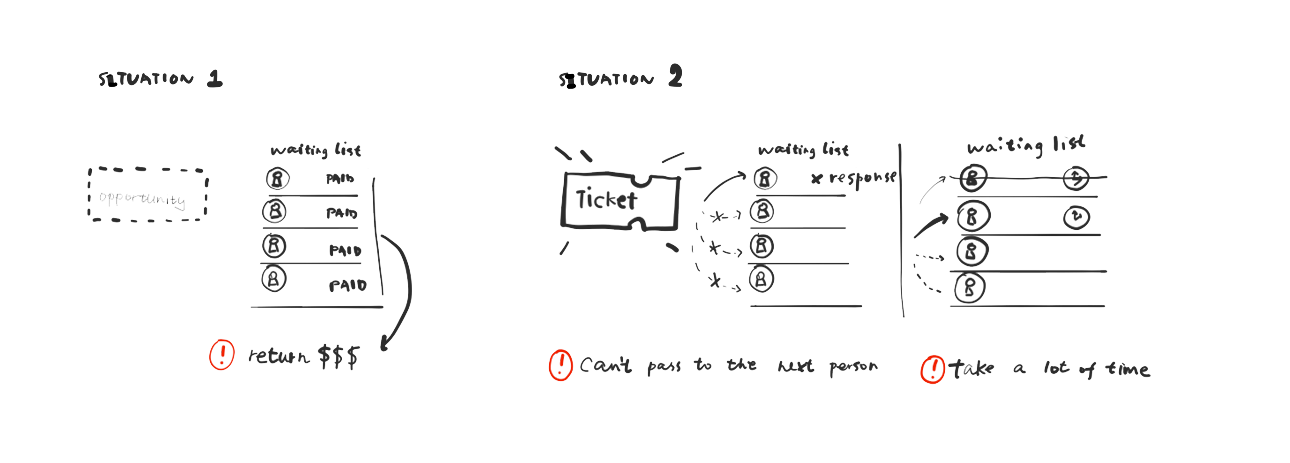 SITUATION 1
opportunity
waiting list
PAID
PAID
PAID
PAID
! return $$$
SITUATION 2
Ticket
waiting list
x response
x
x
x
! Can't pass to the next person
waiting list
! take a lot of time